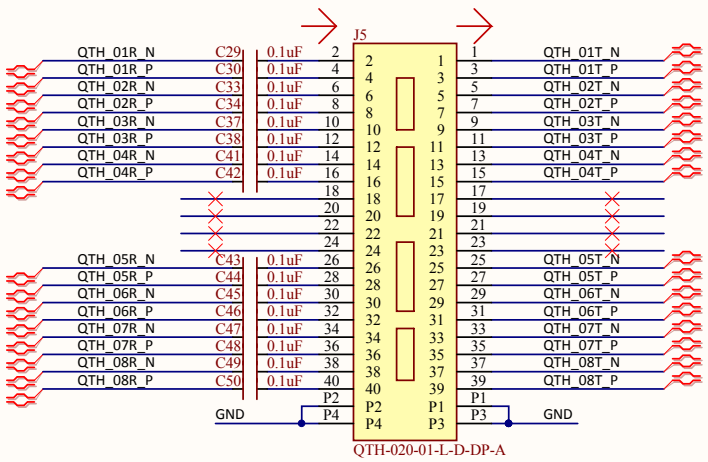 J5
QTH_01R_N C29 0.1uF 2 2 1 1 QTH_01T_N
QTH_01R_P C30 0.1uF 4 4 3 3 QTH_01T_P
QTH_02R_N C33 0.1uF 6 6 5 5 QTH_02T_N
QTH_02R_P C34 0.1uF 8 8 7 7 QTH_02T_P
QTH_03R_N C37 0.1uF 10 10 9 9 QTH_03T_N
QTH_03R_P C38 0.1uF 12 12 11 11 QTH_03T_P
QTH_04R_N C41 0.1uF 14 14 13 13 QTH_04T_N
QTH_04R_P C42 0.1uF 16 16 15 15 QTH_04T_P
18 18 17 17
20 20 19 19
22 22 21 21
24 24 23 23
QTH_05R_N C43 0.1uF 26 26 25 25 QTH_05T_N
QTH_05R_P C44 0.1uF 28 28 27 27 QTH_05T_P
QTH_06R_N C45 0.1uF 30 30 29 29 QTH_06T_N
QTH_06R_P C46 0.1uF 32 32 31 31 QTH_06T_P
QTH_07R_N C47 0.1uF 34 34 33 33 QTH_07T_N
QTH_07R_P C48 0.1uF 36 36 35 35 QTH_07T_P
QTH_08R_N C49 0.1uF 38 38 37 37 QTH_08T_N
QTH_08R_P C50 0.1uF 40 40 39 39 QTH_08T_P
P2 P2 P1 P1
GND P4 P4 P3 P3 GND
QTH-020-01-L-D-DP-A